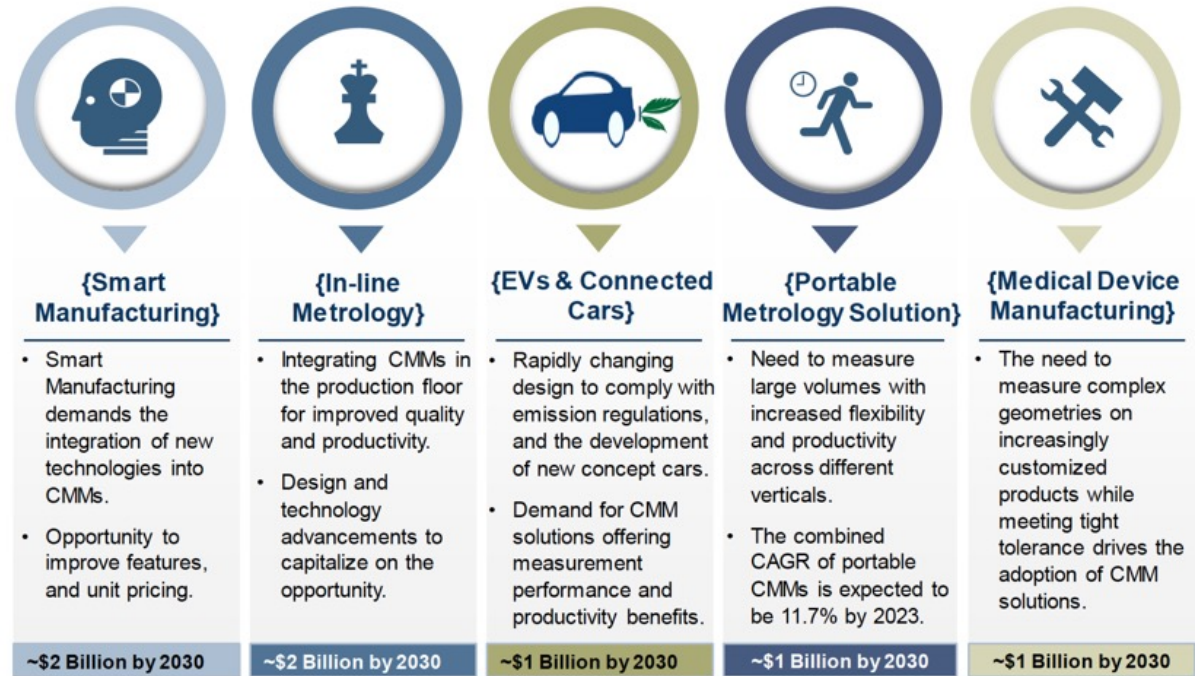 {Smart
Manufacturing}
• Smart
Manufacturing
demands the
integration of new
technologies into
CMMs.
• Opportunity to
improve features,
and unit pricing.
~$2 Billion by 2030
{In-line
Metrology}
• Integrating CMMs in
the production floor
for improved quality
and productivity.
• Design and
technology
advancements to
capitalize on the
opportunity.
~$2 Billion by 2030
{EVs & Connected
Cars}
• Rapidly changing
design to comply with
emission regulations,
and the development
of new concept cars.
• Demand for CMM
solutions offering
measurement
performance and
productivity benefits.
~$1 Billion by 2030
{Portable
Metrology Solution}
• Need to measure
large volumes with
increased flexibility
and productivity
across different
verticals.
• The combined
CAGR of portable
CMMs is expected to
be 11.7% by 2023.
~$1 Billion by 2030
{Medical Device
Manufacturing}
• The need to
measure complex
geometries on
increasingly
customized
products while
meeting tight
tolerance drives the
adoption of CMM
solutions.
~$1 Billion by 2030